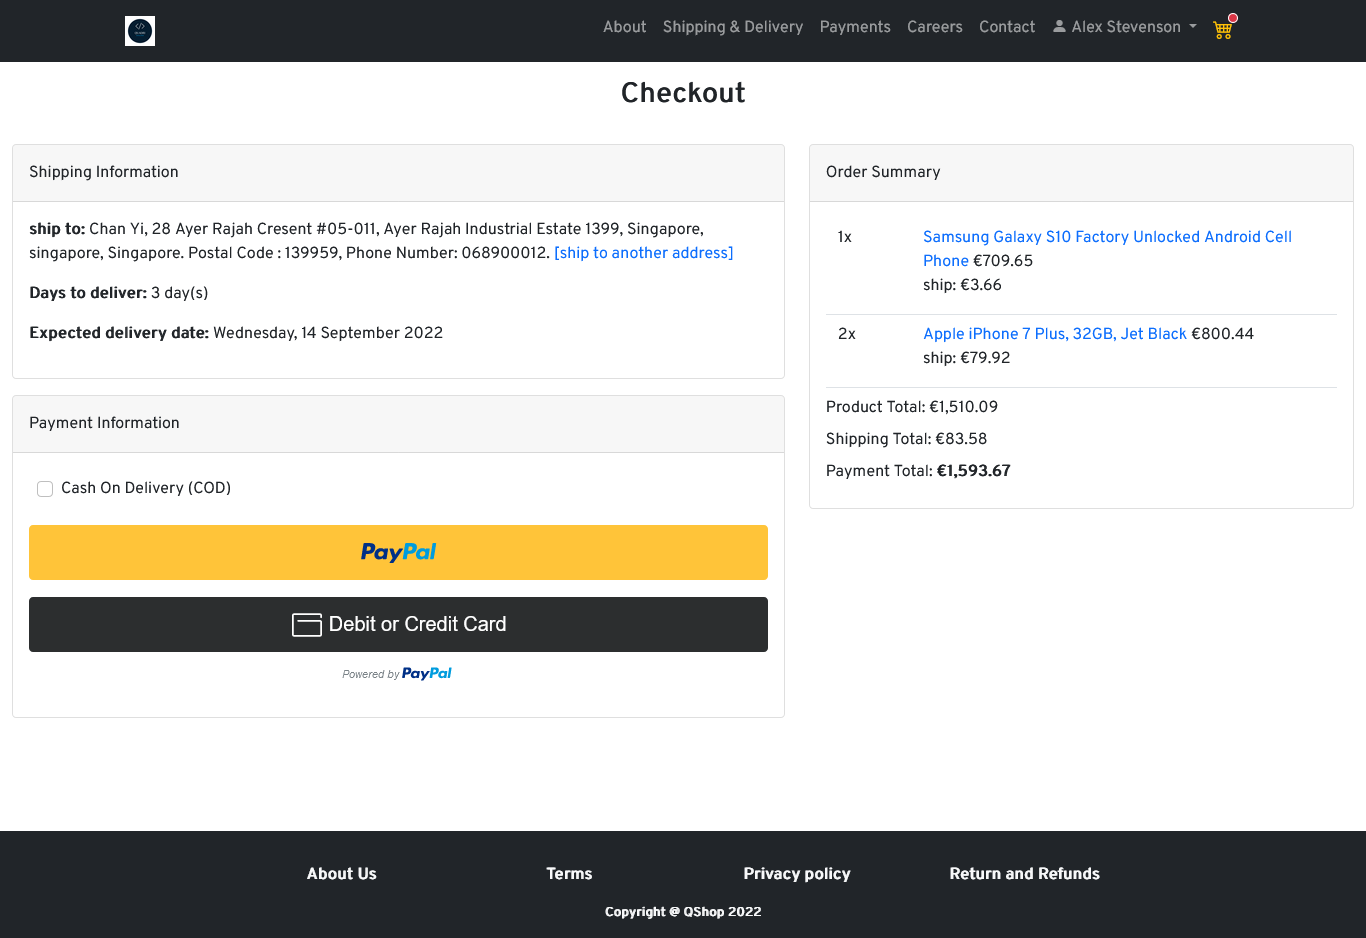 About Shipping & Delivery Payments Careers Contact Alex Stevenson
Checkout
Shipping Information
ship to: Chan Yi, 28 Ayer Rajah Cresent #05-011, Ayer Rajah Industrial Estate 1399, Singapore,
singapore, Singapore. Postal Code : 139959, Phone Number: 068900012. [ship to another address]
Days to deliver: 3 day(s)
Expected delivery date: Wednesday, 14 September 2022
Payment Information
Cash On Delivery (COD)
PayPal
Debit or Credit Card
Powered by PayPal
Order Summary
1x Samsung Galaxy S10 Factory Unlocked Android Cell
Phone €709.65
ship: €3.66
2x Apple iPhone 7 Plus, 32GB, Jet Black €800.44
ship: €79.92
Product Total: €1,510.09
Shipping Total: €83.58
Payment Total: €1,593.67
About Us Terms Privacy policy Return and Refunds
Copyright @ QShop 2022